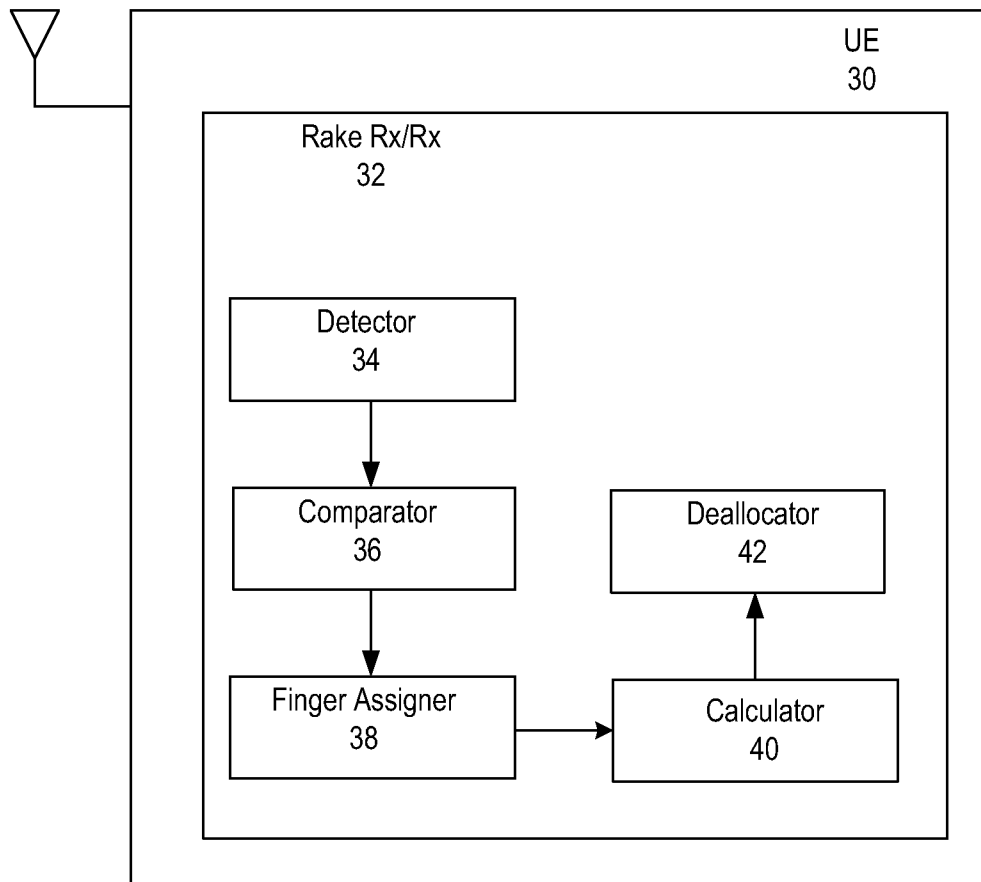 UE
30
Rake Rx/Rx
32
Detector
34
Comparator
36
Deallocator
42
Finger Assigner
38
Calculator
40